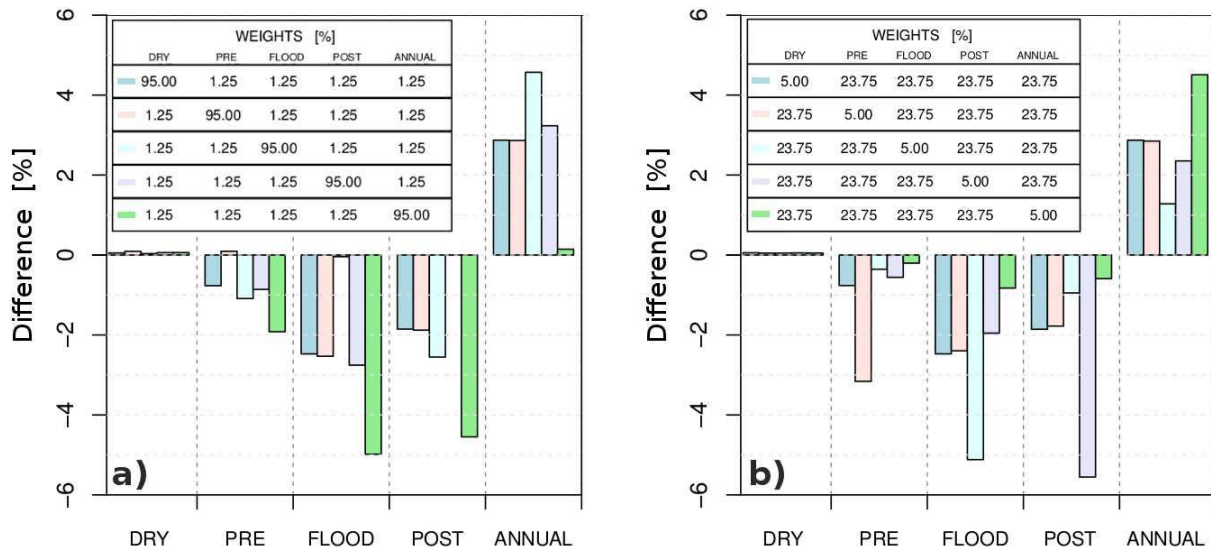 WEIGHTS [%]
DRY PRE FLOOD POST ANNUAL
95.00 1.25 1.25 1.25 1.25
1.25 95.00 1.25 1.25 1.25
1.25 1.25 95.00 1.25 1.25
1.25 1.25 1.25 95.00 1.25
1.25 1.25 1.25 1.25 95.00
Difference [%]
6
4
2
0
−2
−4
−6
a)
DRY PRE FLOOD POST ANNUAL
WEIGHTS [%]
DRY PRE FLOOD POST ANNUAL
5.00 23.75 23.75 23.75 23.75
23.75 5.00 23.75 23.75 23.75
23.75 23.75 5.00 23.75 23.75
23.75 23.75 23.75 5.00 23.75
23.75 23.75 23.75 23.75 5.00
Difference [%]
6
4
2
0
−2
−4
−6
b)
DRY PRE FLOOD POST ANNUAL